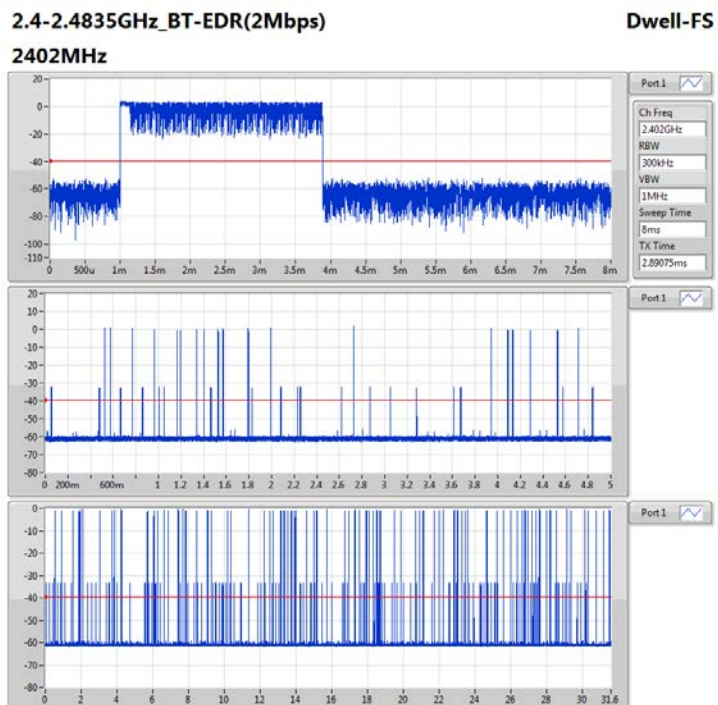 2.4-2.4835GHz_BT-EDR(2Mbps) Dwell-FS
2402MHz
20
0
-20
-40
-60
-80
-100
-110
0 500u 1m 1.5m 2m 2.5m 3m 3.5m 4m 4.5m 5m 5.5m 6m 6.5m 7m 7.5m 8m
Port 1
Ch Freq
2.402GHz
RBW
300kHz
VBW
1MHz
Sweep Time
8ms
TX Time
2.89075ms
20
10
0
-10
-20
-30
-40
-50
-60
-70
-80
0 200m 600m 1 1.2 1.4 1.6 1.8 2 2.2 2.4 2.6 2.8 3 3.2 3.4 3.6 3.8 4 4.2 4.4 4.6 4.8 5
Port 1
0
-10
-20
-30
-40
-50
-60
-70
-80
0 2 4 6 8 10 12 14 16 18 20 22 24 26 28 30 31.6
Port 1